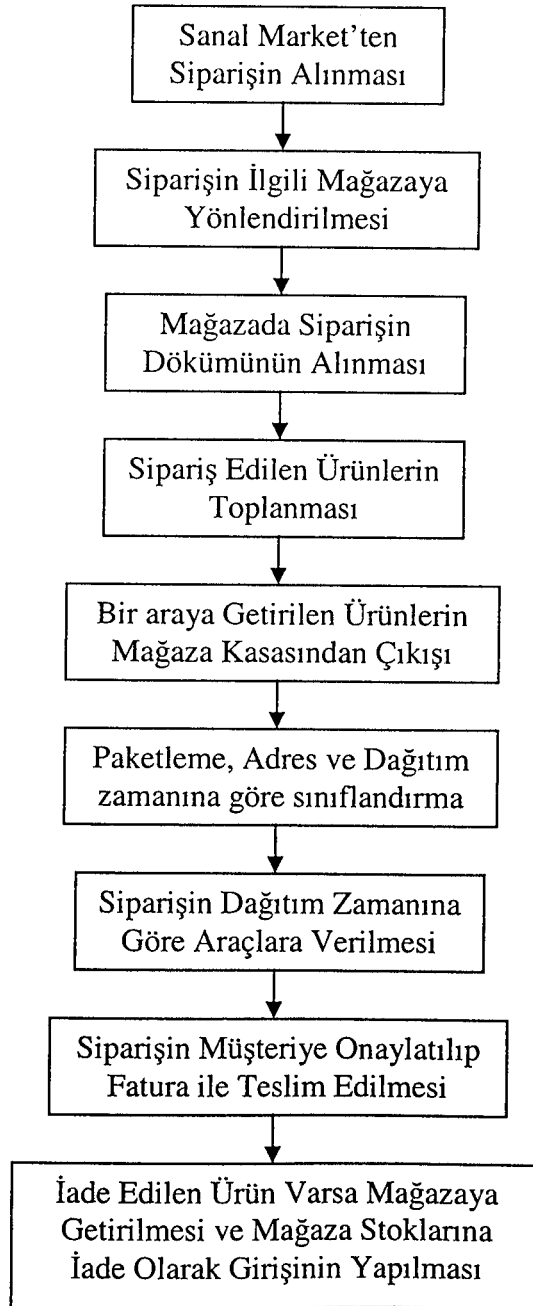 Sanal Market’ten
Siparişin Alınması
Siparişin İlgili Mağazaya
Yönlendirilmesi
Mağazada Siparişin
Dökümünün Alınması
Sipariş Edilen Ürünlerin
Toplanması
Bir araya Getirilen Ürünlerin
Mağaza Kasasından Çıkışı
Paketleme, Adres ve Dağıtım
zamanına göre sınıflandırma
Siparişin Dağıtım Zamanına
Göre Araçlara Verilmesi
Siparişin Müşteriye Onaylatılıp
Fatura ile Teslim Edilmesi
İade Edilen Ürün Varsa Mağazaya
Getirilmesi ve Mağaza Stoklarına
İade Olarak Girişinin Yapılması